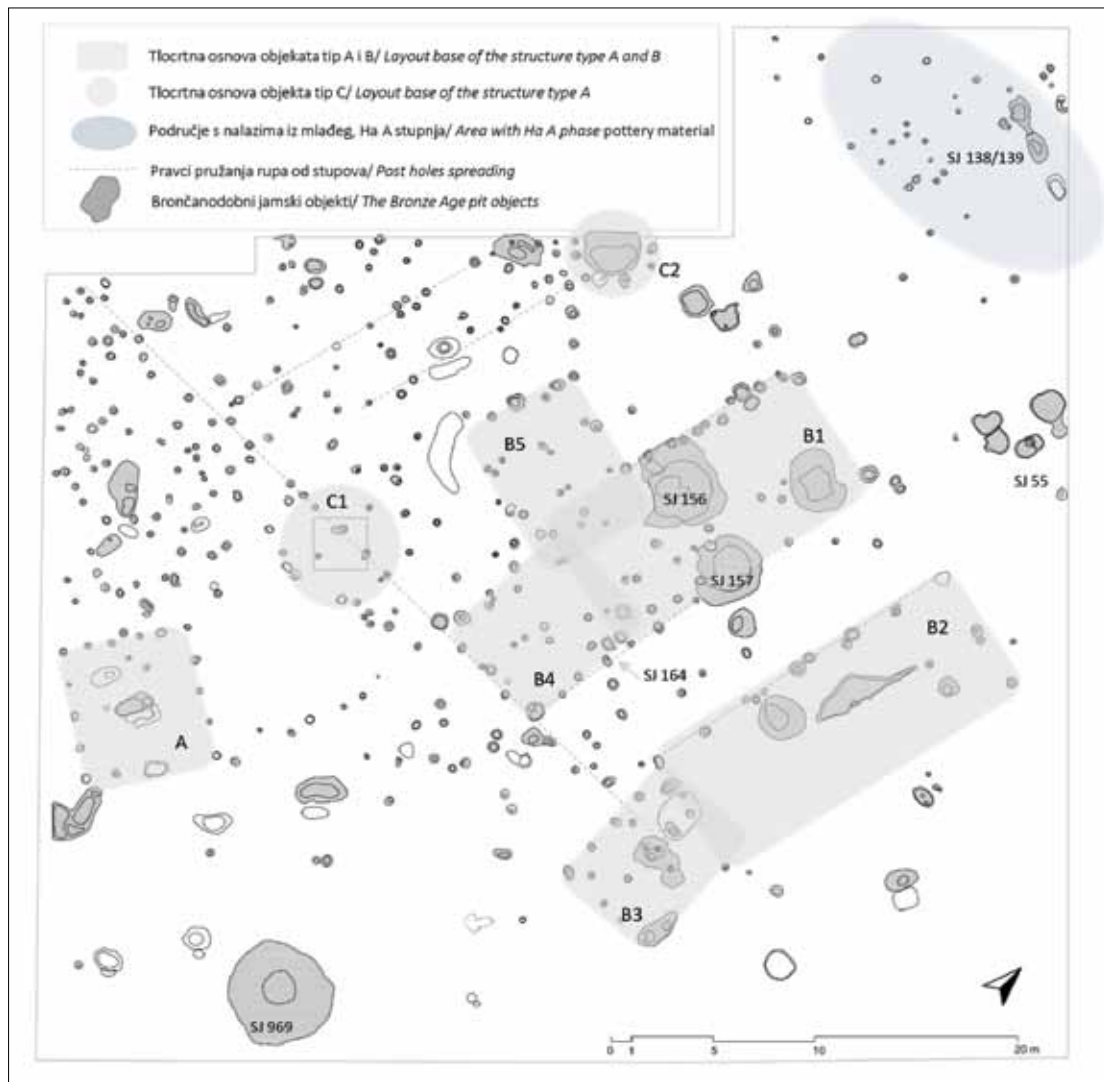 Tlocrtna osnova objekata tip A i B/ Layout base of the structure type A and B
Tlocrtna osnova objekta tip C/ Layout base of the structure type A
Područje s nalazima iz mlađeg, Ha A stupnja/ Area with Ha A phase pottery material
Pravci pružanja rupa od stupova/ Post holes spreading
Brončanodobni jamski objekti/ The Bronze Age pit objects
SJ 138/139
C2
B5
B1
SJ 55
SJ 156
C1
SJ 157
B2
SJ 164
B4
A
B3
SJ 969
0 1 5 10 20 m